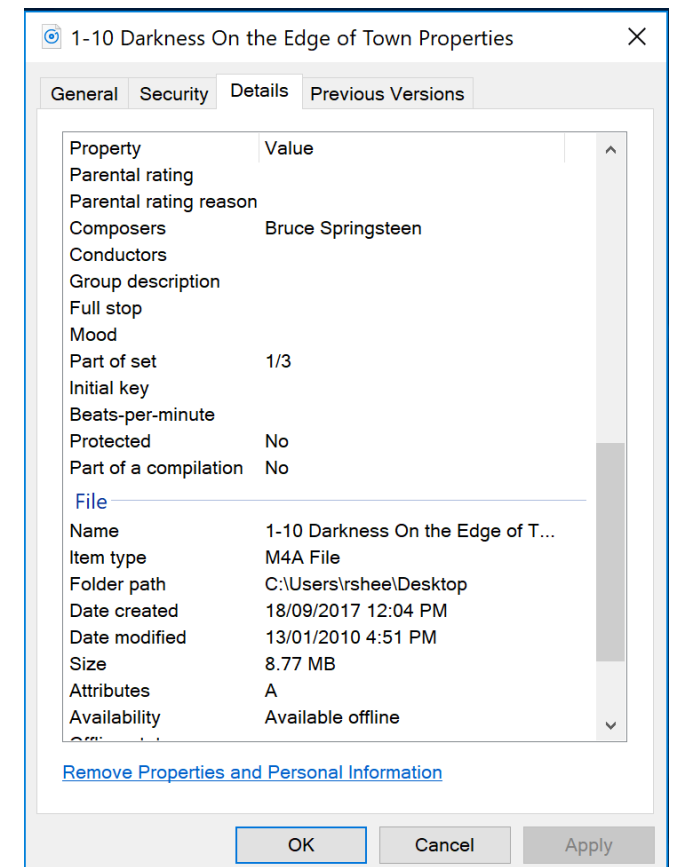 1-10 Darkness On the Edge of Town Properties
General Security Details Previous Versions
Property Value
Parental rating
Parental rating reason
Composers Bruce Springsteen
Conductors
Group description
Full stop
Mood
Part of set 1/3
Initial key
Beats-per-minute
Protected No
Part of a compilation No
File
Name 1-10 Darkness On the Edge of T...
Item type M4A File
Folder path C:\Users\rshee\Desktop
Date created 18/09/2017 12:04 PM
Date modified 13/01/2010 4:51 PM
Size 8.77 MB
Attributes A
Availability Available offline
Remove Properties and Personal Information
OK Cancel Apply